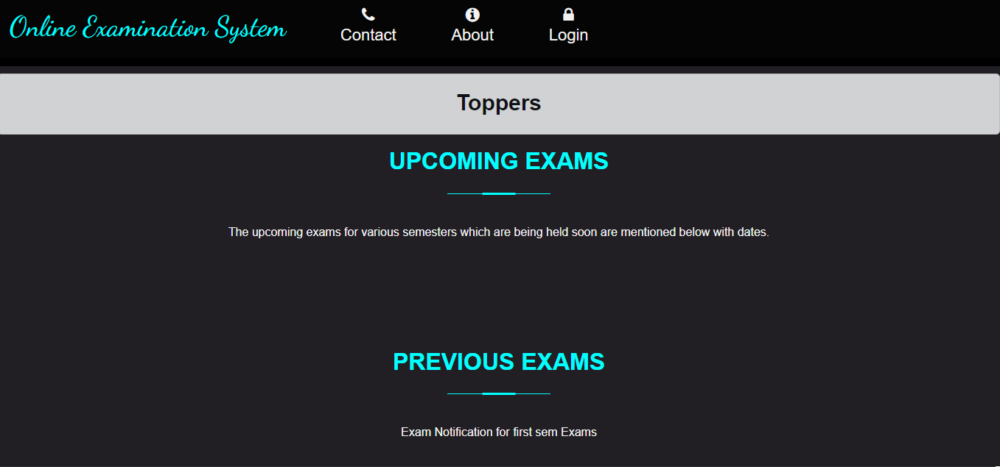 Online Examination System
Contact
About
Login
Toppers
UPCOMING EXAMS
The upcoming exams for various semesters which are being held soon are mentioned below with dates.
PREVIOUS EXAMS
Exam Notification for first sem Exams